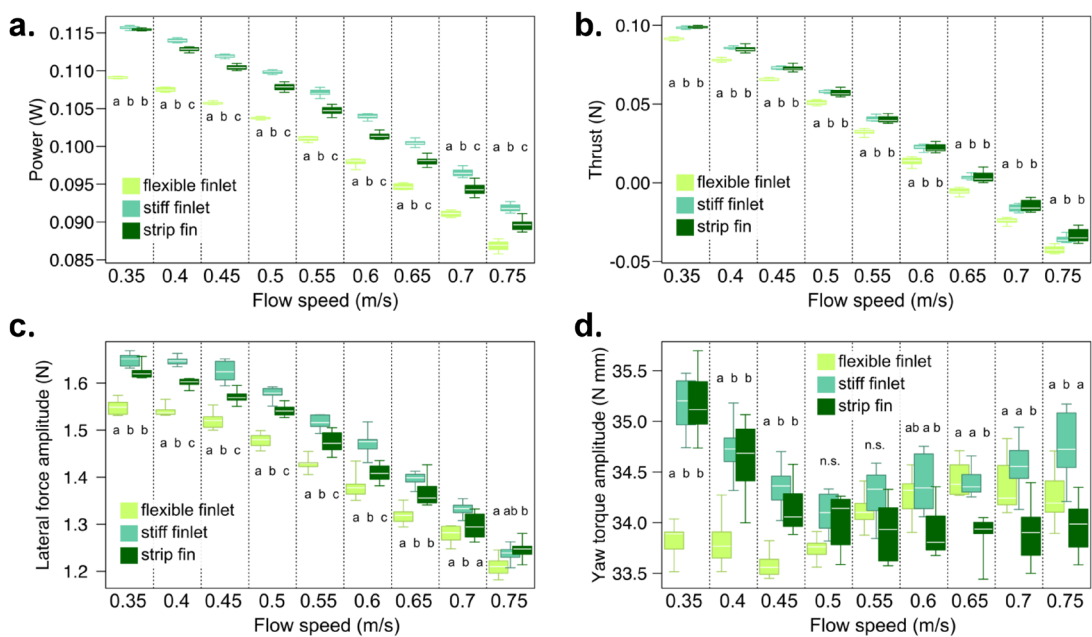 a.
0.115
0.110
0.105
0.100
0.095
0.090
0.085
Power (W)
a b b
a b c
a b c
a b c
a b c
a b c
a b c
a b c
a b c
flexible finlet
stiff finlet
strip fin
0.35 0.4 0.45 0.5 0.55 0.6 0.65 0.7 0.75
Flow speed (m/s)
b.
0.10
0.05
0.00
-0.05
Thrust (N)
a b b
a b b
a b b
a b b
a b b
a b b
a b b
a b b
a b b
flexible finlet
stiff finlet
strip fin
0.35 0.4 0.45 0.5 0.55 0.6 0.65 0.7 0.75
Flow speed (m/s)
c.
1.6
1.5
1.4
1.3
1.2
Lateral force amplitude (N)
a b b
a b c
a b c
a b c
a b c
a b c
a b b
a b a
a ab b
flexible finlet
stiff finlet
strip fin
0.35 0.4 0.45 0.5 0.55 0.6 0.65 0.7 0.75
Flow speed (m/s)
d.
35.5
35.0
34.5
34.0
33.5
Yaw torque amplitude (N mm)
flexible finlet
stiff finlet
strip fin
a b b
a b b
a b b
n.s.
n.s.
ab a b
a a b
a a b
a b a
0.35 0.4 0.45 0.5 0.55 0.6 0.65 0.7 0.75
Flow speed (m/s)